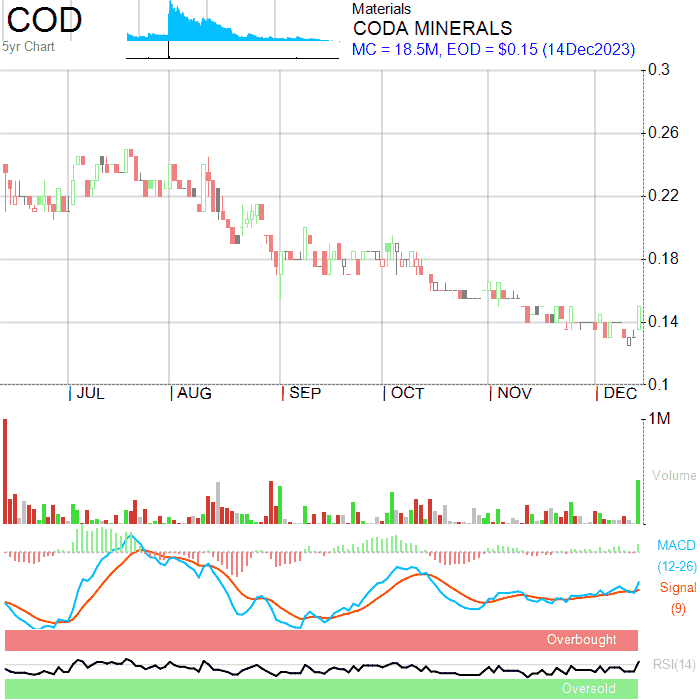 COD
5yr Chart
Materials
CODA MINERALS
MC = 18.5M, EOD = $0.15 (14Dec2023)
0.3
0.26
0.22
0.18
0.14
0.1
JUL AUG SEP OCT NOV DEC
1M
Volume
MACD
(12-26)
Signal
(9)
Overbought
RSI(14)
Oversold